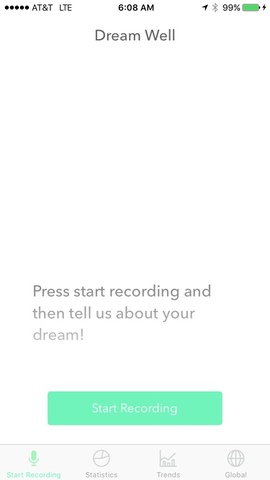 AT&T LTE 6:08 AM 99%
Dream Well
Press start recording and
then tell us about your
dream!
Start Recording
Start Recording Statistics Trends Global